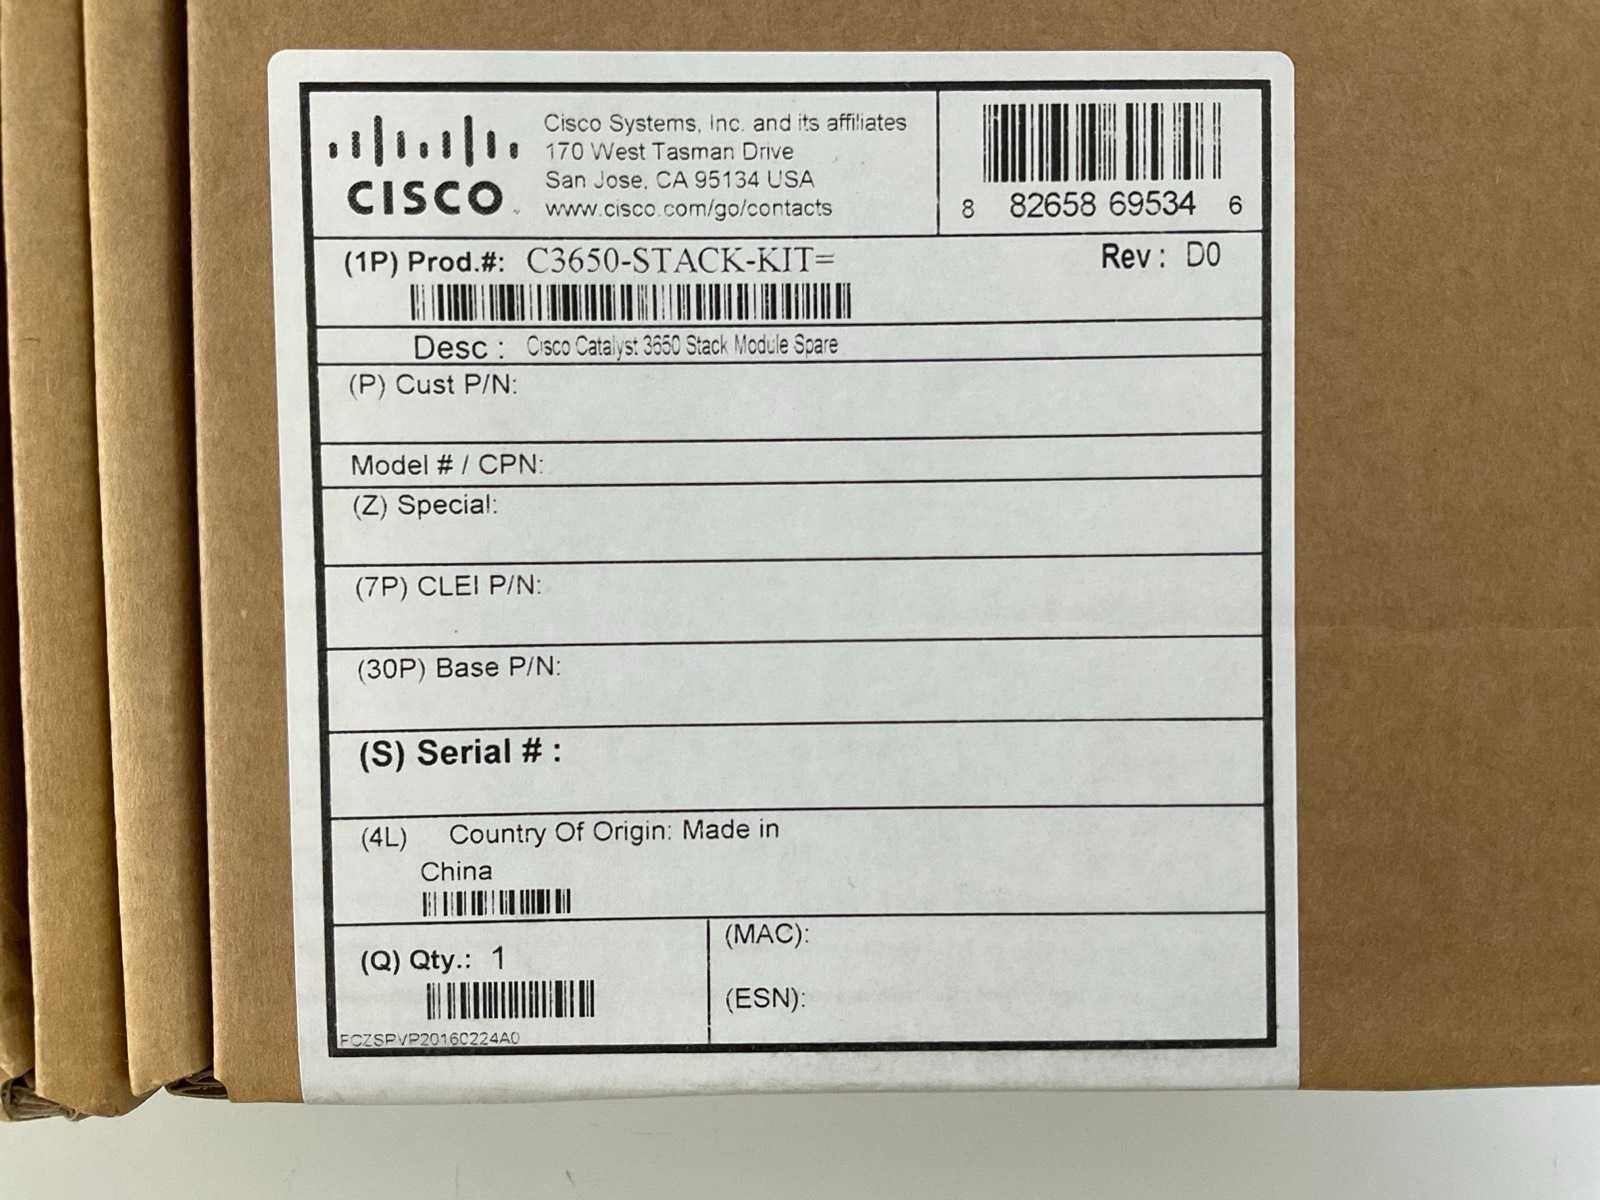 CISCO
Cisco Systems, Inc. and its affiliates
170 West Tasman Drive
San Jose, CA 95134 USA
www.cisco.com/go/contacts
8 82658 69534 6
(1P) Prod.#: C3650-STACK-KIT= Rev : D0
Desc : Cisco Catalyst 3650 Stack Module Spare
(P) Cust P/N:
Model # / CPN:
(Z) Special:
(7P) CLEI P/N:
(30P) Base P/N:
(S) Serial # :
(4L) Country Of Origin: Made in
China
(Q) Qty.: 1
(MAC):
(ESN):
FCZSPVP20160224A0